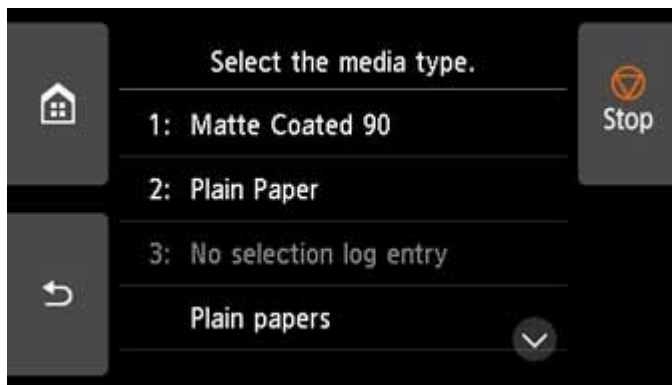 Select the media type.
1: Matte Coated 90
Stop
2: Plain Paper
3: No selection log entry
Plain papers